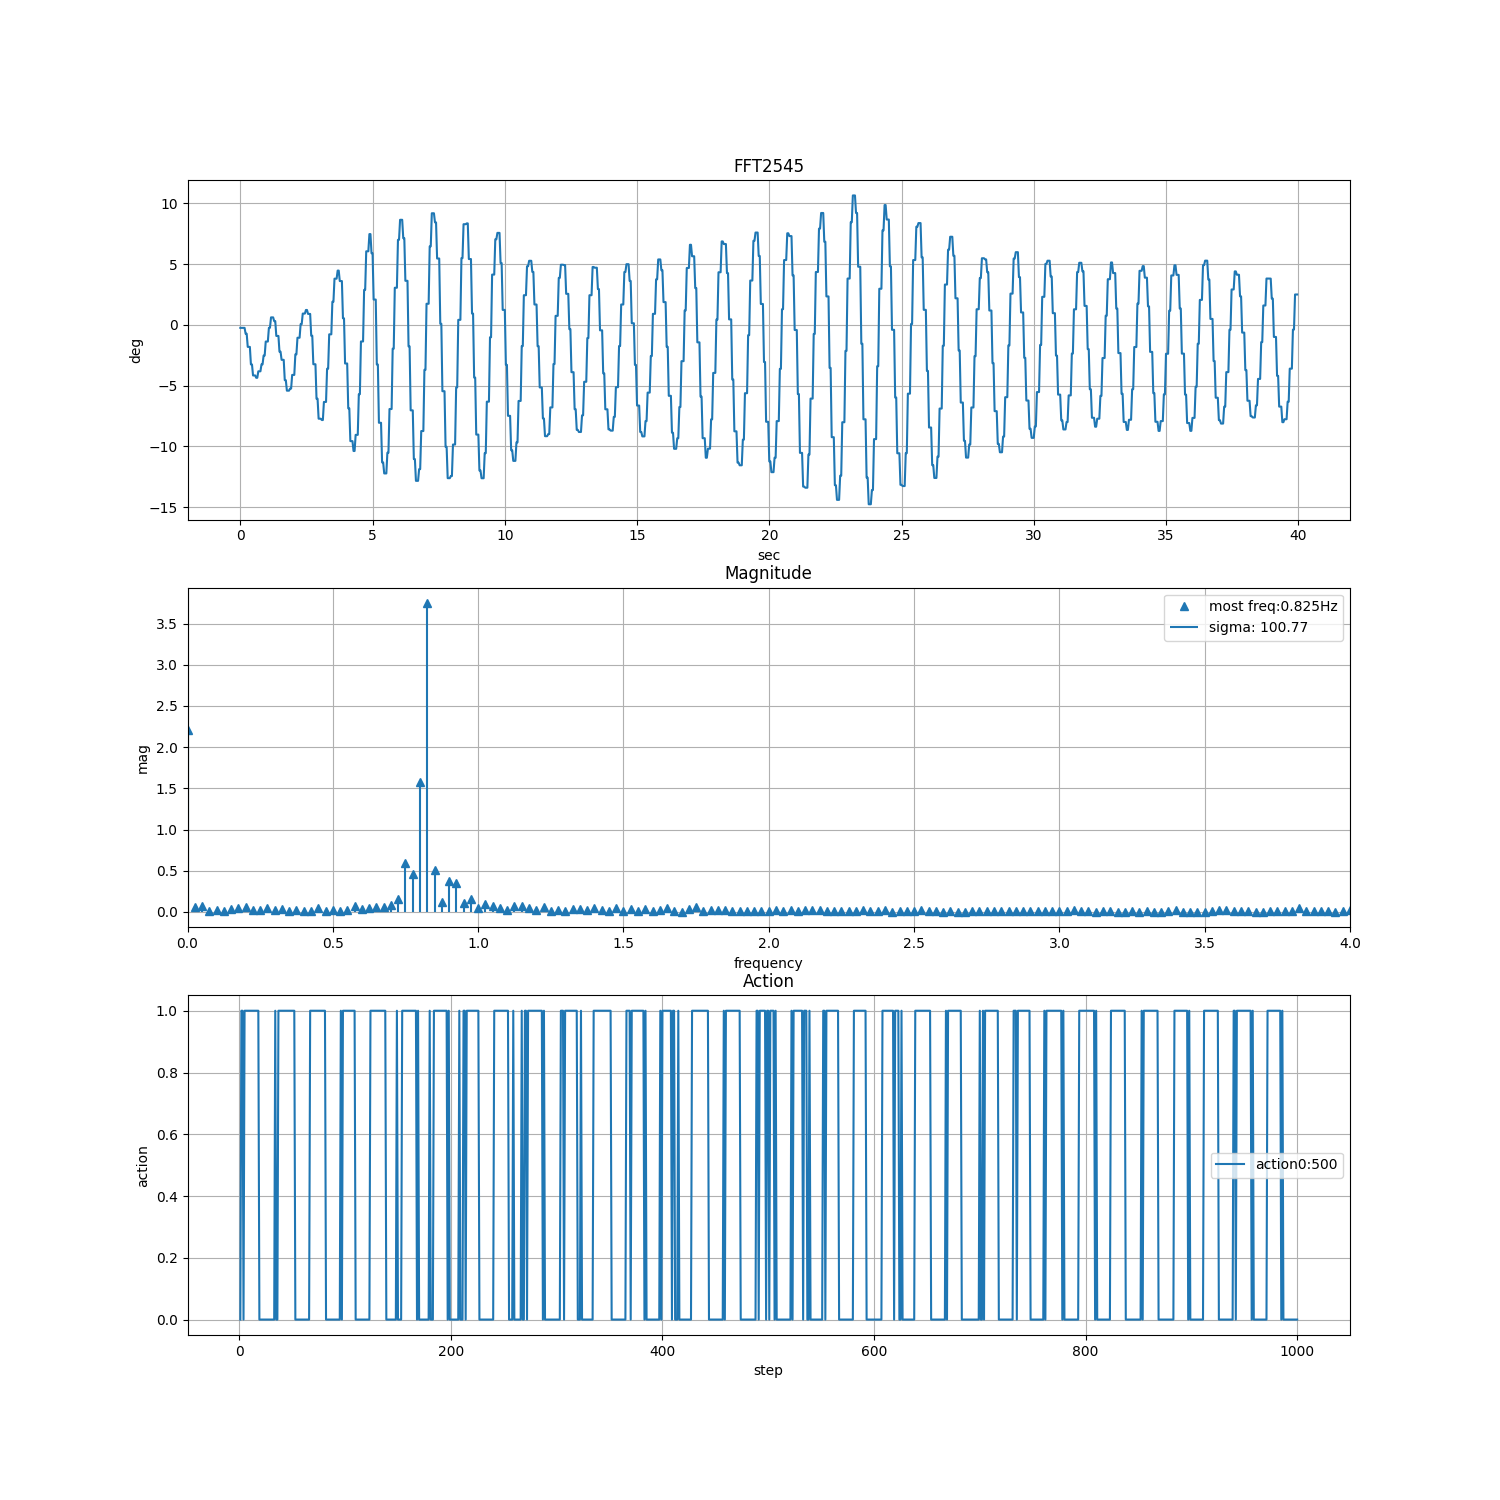 FFT2545
10
5
0
−5
−10
−15
deg
0 5 10 15 20 25 30 35 40
sec
Magnitude
most freq:0.825Hz
sigma: 100.77
3.5
3.0
2.5
2.0
1.5
1.0
0.5
0.0
mag
0.0 0.5 1.0 1.5 2.0 2.5 3.0 3.5 4.0
frequency
Action
1.0
0.8
0.6
0.4
0.2
0.0
action
action0:500
0 200 400 600 800 1000
step